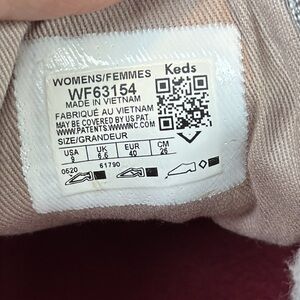 WOMENS/FEMMES Keds
WF63154
MADE IN VIETNAM
FABRIQUÉ AU VIETNAM
MAY BE COVERED BY US PAT.
WWW.PATENTS.WWWINC.COM
SIZE/GRANDEUR
USA UK EUR CM
9 6.5 40 26
0520 61790